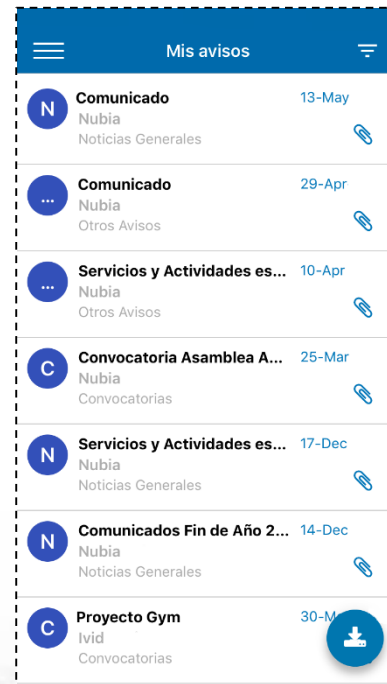 Mis avisos
N Comunicado 13-May
Nubia
Noticias Generales
... Comunicado 29-Apr
Nubia
Otros Avisos
... Servicios y Actividades es... 10-Apr
Nubia
Otros Avisos
C Convocatoria Asamblea A... 25-Mar
Nubia
Convocatorias
N Servicios y Actividades es... 17-Dec
Nubia
Noticias Generales
N Comunicados Fin de Año 2... 14-Dec
Nubia
Noticias Generales
C Proyecto Gym
Ivid
Convocatorias